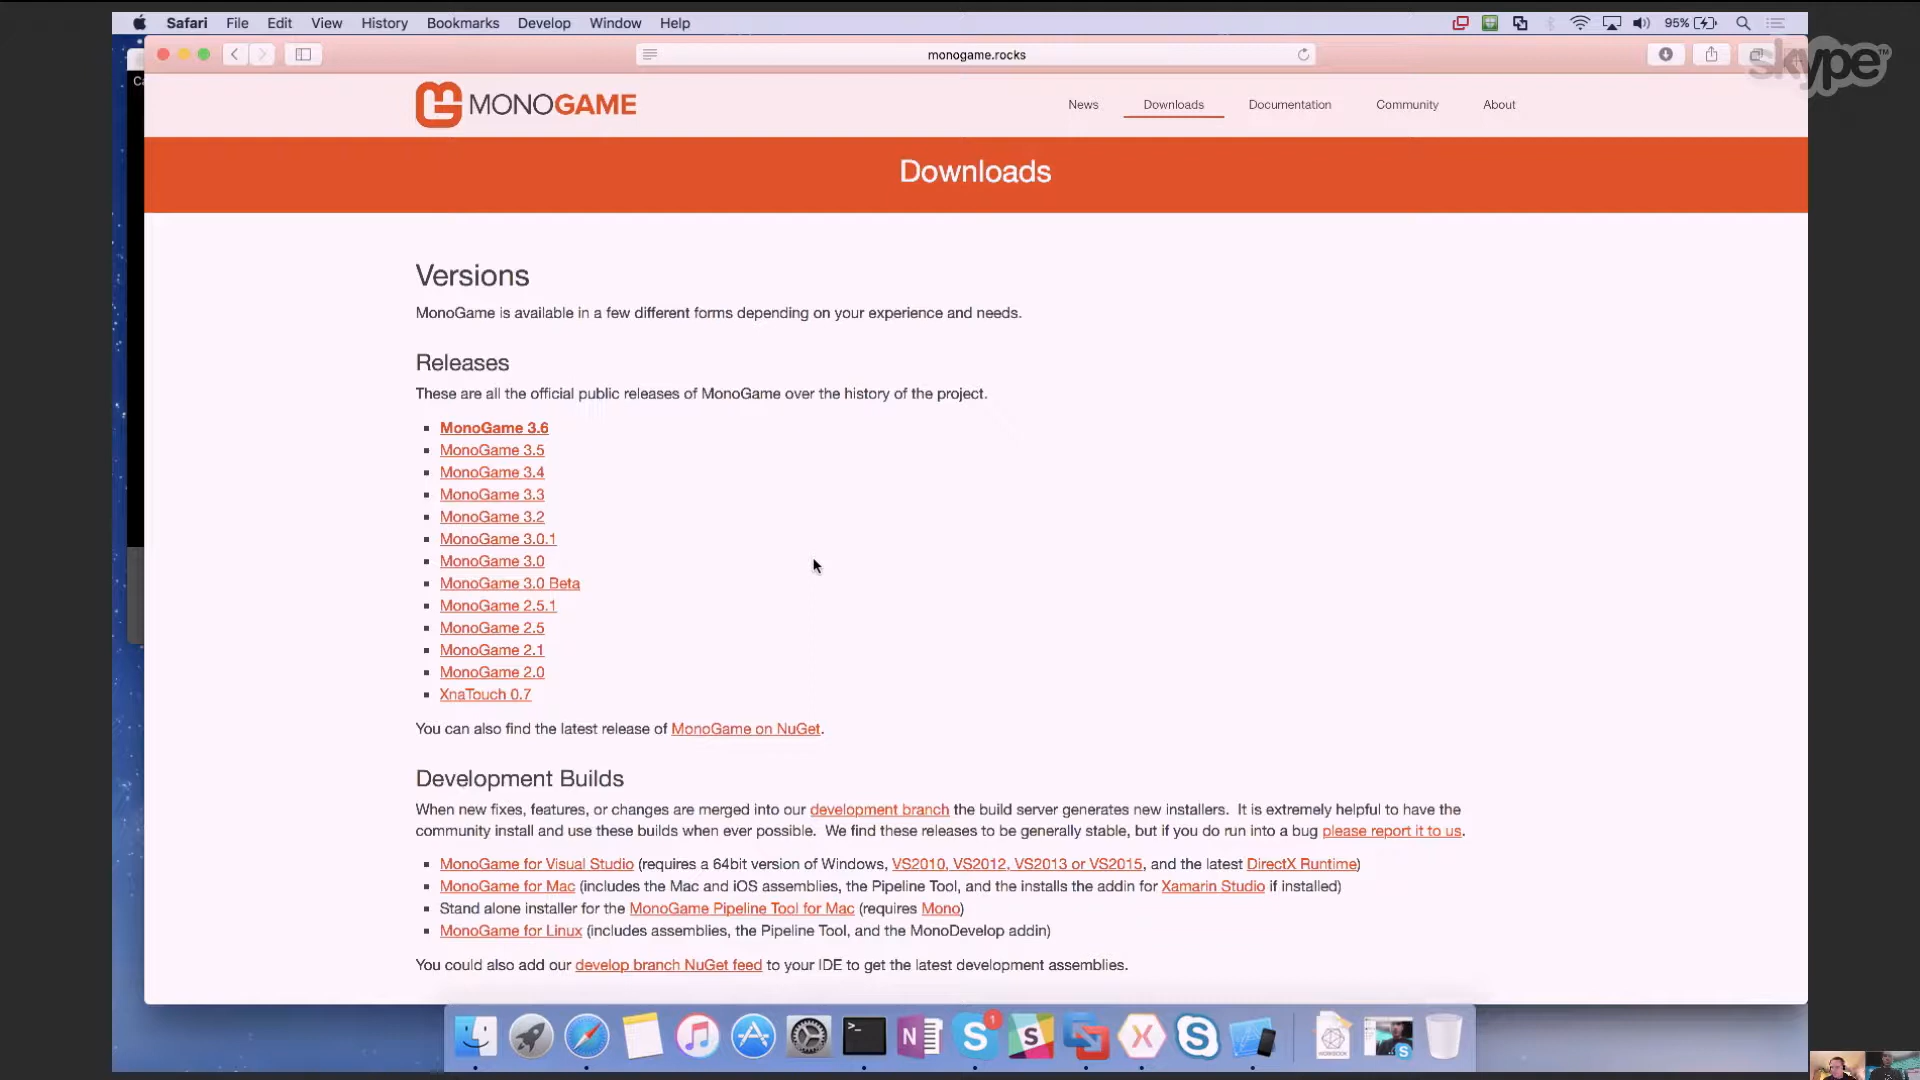 Safari File Edit View History Bookmarks Develop Window Help 95%
monogame.rocks
skype™
MONOGAME
News Downloads Documentation Community About
Downloads
Versions
MonoGame is available in a few different forms depending on your experience and needs.
Releases
These are all the official public releases of MonoGame over the history of the project.
MonoGame 3.6
MonoGame 3.5
MonoGame 3.4
MonoGame 3.3
MonoGame 3.2
MonoGame 3.0.1
MonoGame 3.0
MonoGame 3.0 Beta
MonoGame 2.5.1
MonoGame 2.5
MonoGame 2.1
MonoGame 2.0
XnaTouch 0.7
You can also find the latest release of MonoGame on NuGet.
Development Builds
When new fixes, features, or changes are merged into our development branch the build server generates new installers. It is extremely helpful to have the
community install and use these builds when ever possible. We find these releases to be generally stable, but if you do run into a bug please report it to us.
MonoGame for Visual Studio (requires a 64bit version of Windows, VS2010, VS2012, VS2013 or VS2015, and the latest DirectX Runtime)
MonoGame for Mac (includes the Mac and iOS assemblies, the Pipeline Tool, and the installs the addin for Xamarin Studio if installed)
Stand alone installer for the MonoGame Pipeline Tool for Mac (requires Mono)
MonoGame for Linux (includes assemblies, the Pipeline Tool, and the MonoDevelop addin)
You could also add our develop branch NuGet feed to your IDE to get the latest development assemblies.
1